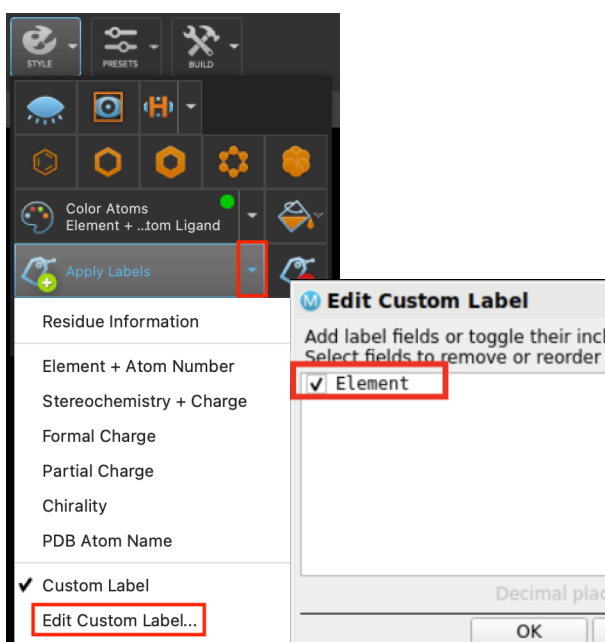 STYLE
PRESETS
BUILD
H
Color Atoms
Element + ...tom Ligand
Apply Labels
Residue Information
Element + Atom Number
Stereochemistry + Charge
Formal Charge
Partial Charge
Chirality
PDB Atom Name
Custom Label
Edit Custom Label...
M Edit Custom Label
Add label fields or toggle their
Select fields to remove or reorder
Element
Decimal
OK